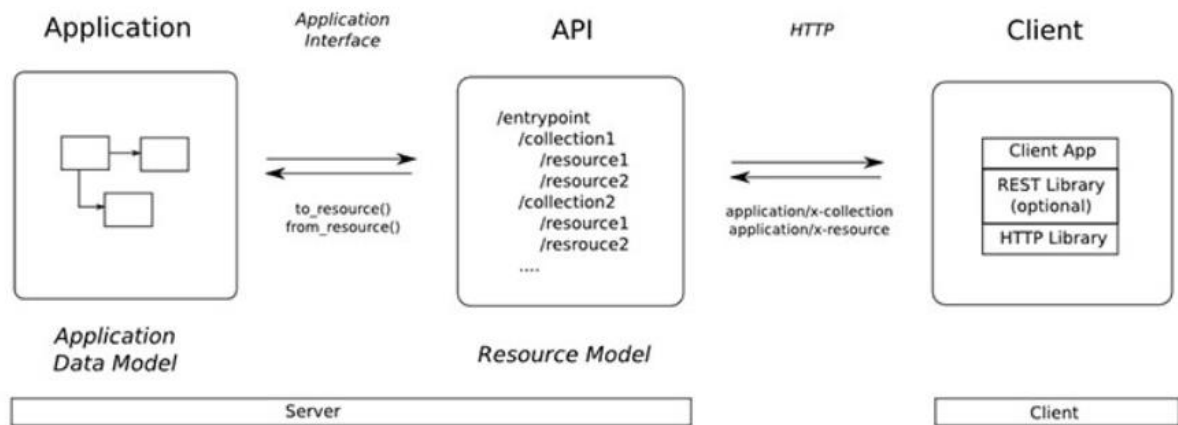 Application
Application
Interface
API
HTTP
Client
/entrypoint
/collection1
/resource1
/resource2
/collection2
/resource1
/resrouce2
....
to_resource()
from_resource()
application/x-collection
application/x-resource
Client App
REST Library
(optional)
HTTP Library
Application
Data Model
Resource Model
Server
Client